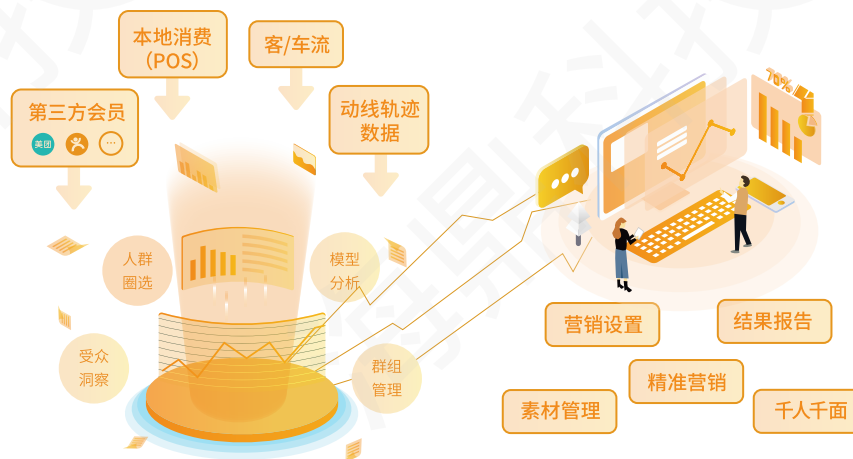 本地消费
（POS）
客/车流
第三方会员
美团
动线轨迹
数据
70%
人群
圈选
模型
分析
受众
洞察
群组
管理
营销设置
结果报告
精准营销
素材管理
千人千面